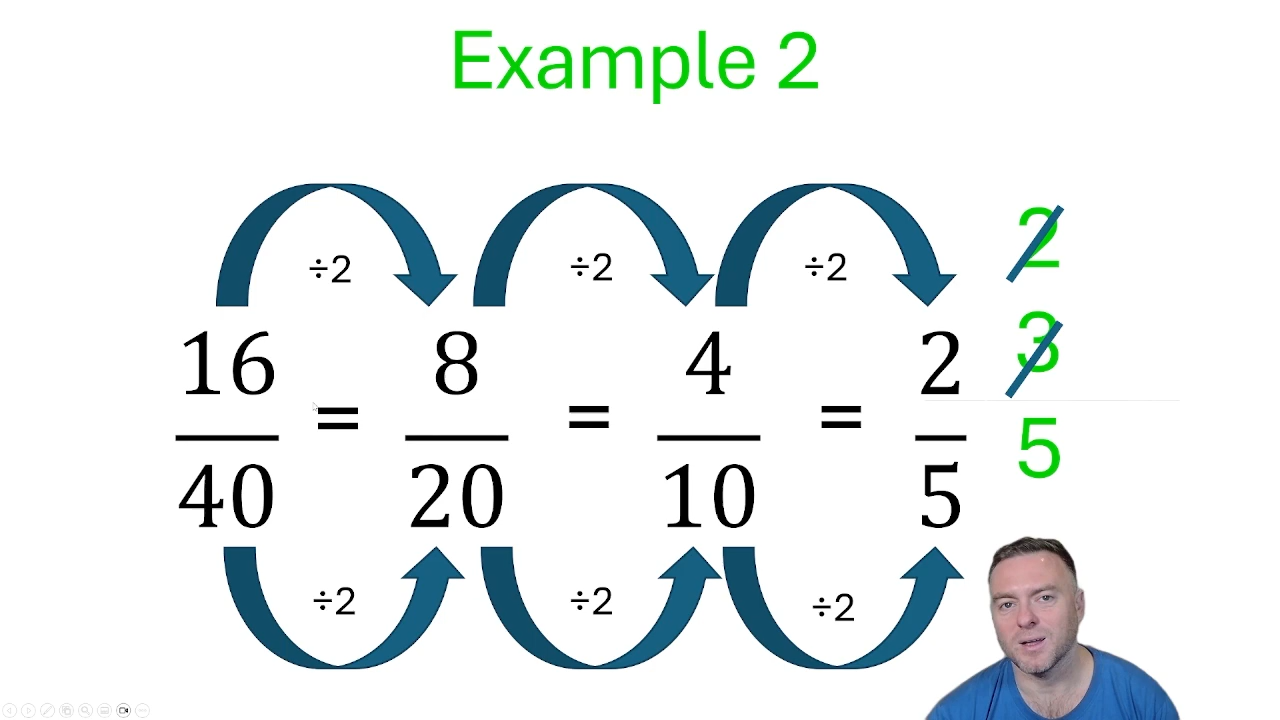 Example 2
÷2 ÷2 ÷2
2
3
5
16/40 = 8/20 = 4/10 = 2/5
÷2 ÷2 ÷2